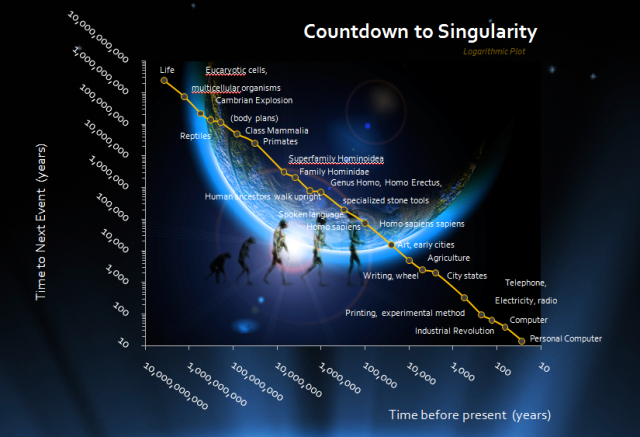 Countdown to Singularity
Logarithmic Plot
10,000,000,000
1,000,000,000
100,000,000
10,000,000
1,000,000
100,000
10,000
1,000
100
10
Time to Next Event (years)
Life
Eucaryotic cells,
multicellular organisms
Cambrian Explosion
(body plans)
Reptiles
Class Mammalia
Primates
Superfamily Hominoidea
Family Hominidae
Genus Homo, Homo Erectus,
specialized stone tools
Human ancestors walk upright
Spoken language
Homo sapiens
Homo sapiens sapiens
Art, early cities
Agriculture
Writing, wheel
City states
Telephone,
Electricity, radio
Printing, experimental method
Computer
Industrial Revolution
Personal Computer
10,000,000,000
1,000,000,000
100,000,000
10,000,000
1,000,000
100,000
10,000
1,000
100
10
Time before present (years)